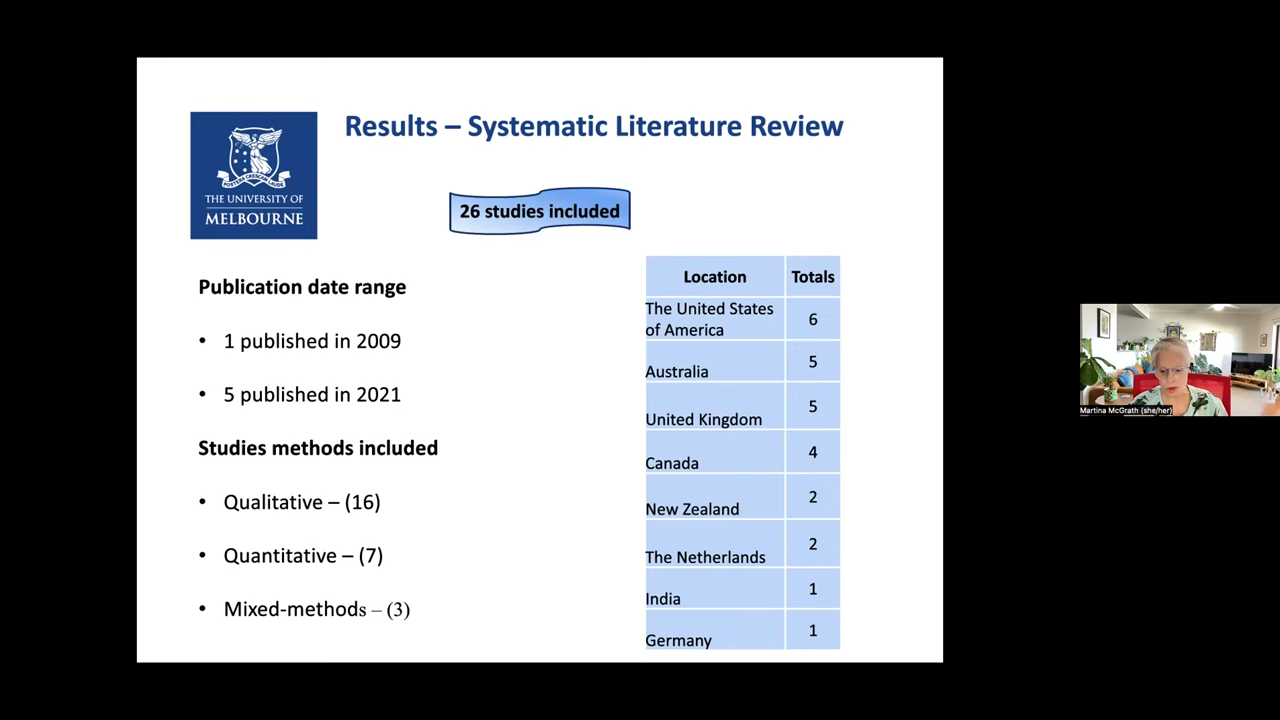 Results – Systematic Literature Review
THE UNIVERSITY OF
MELBOURNE
26 studies included
Publication date range
• 1 published in 2009
• 5 published in 2021
Studies methods included
• Qualitative – (16)
• Quantitative – (7)
• Mixed-methods – (3)
Location Totals
The United States
of America 6
Australia 5
United Kingdom 5
Canada 4
New Zealand 2
The Netherlands 2
India 1
Germany 1
Martina McGrath (she/her)